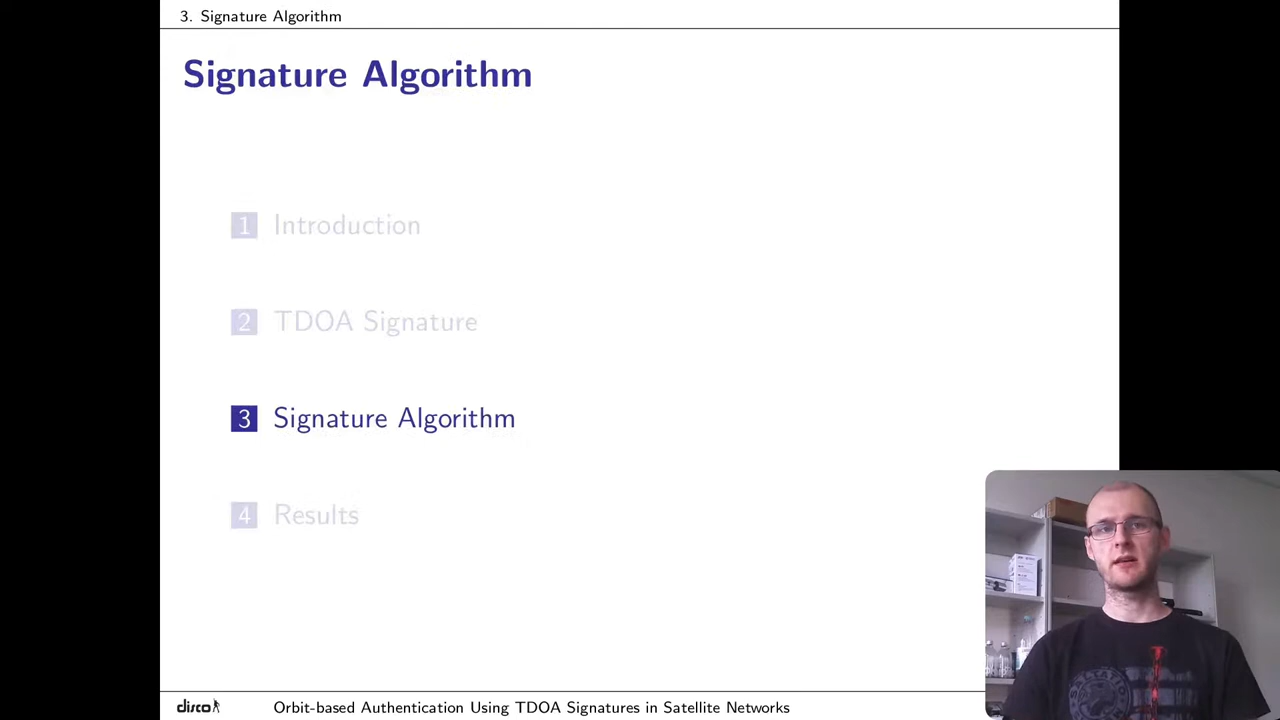 3. Signature Algorithm
Signature Algorithm
1 Introduction
2 TDOA Signature
3 Signature Algorithm
4 Results
disco
Orbit-based Authentication Using TDOA Signatures in Satellite Networks